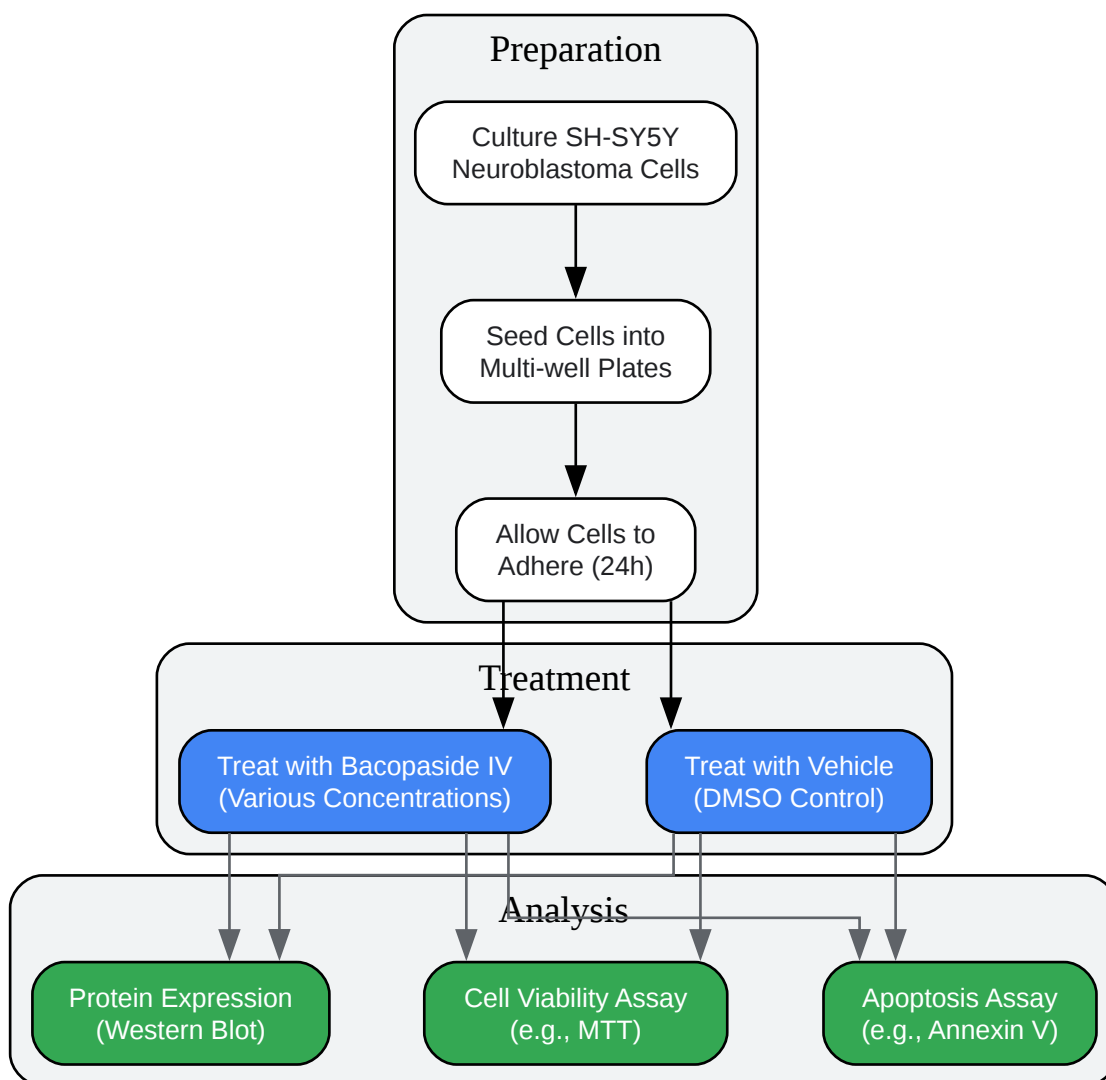 Preparation
Culture SH-SY5Y
Neuroblastoma Cells
Seed Cells into
Multi-well Plates
Allow Cells to
Adhere (24h)
Treatment
Treat with Bacopaside IV
(Various Concentrations)
Treat with Vehicle
(DMSO Control)
Analysis
Protein Expression
(Western Blot)
Cell Viability Assay
(e.g., MTT)
Apoptosis Assay
(e.g., Annexin V)